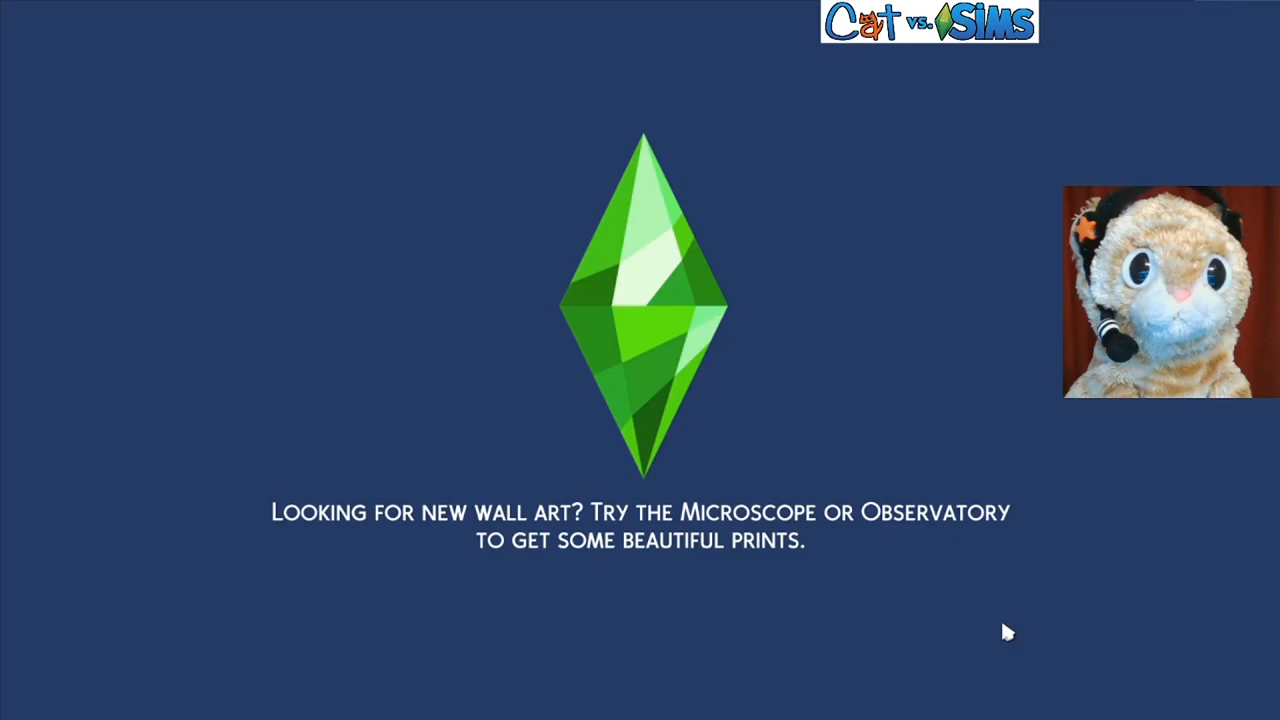 Cat vs. SiMS
LOOKING FOR NEW WALL ART? TRY THE MICROSCOPE OR OBSERVATORY
TO GET SOME BEAUTIFUL PRINTS.